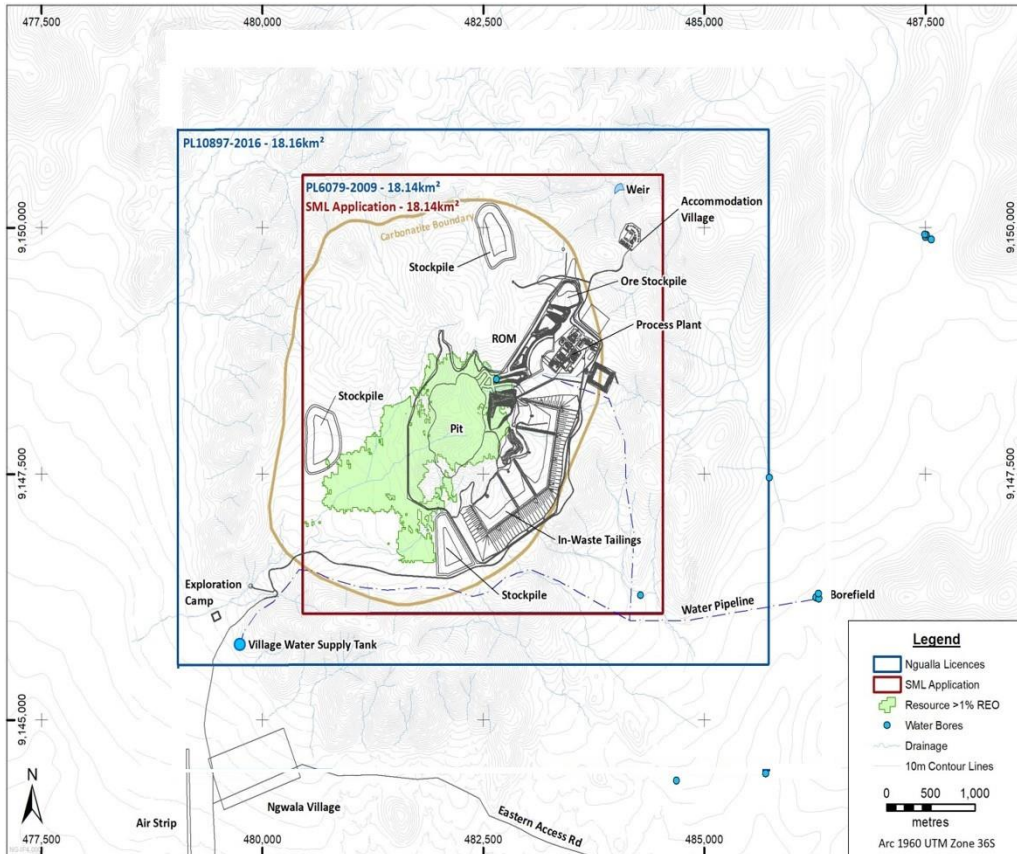 477,500
480,000
482,500
485,000
487,500
PL10897-2016 - 18.16km²
PL6079-2009 - 18.14km²
SML Application - 18.14km²
Weir
Accommodation
Village
9,150,000
9,150,000
Carbonatite Boundary
Stockpile
Ore Stockpile
Process Plant
ROM
Stockpile
Pit
9,147,500
9,147,500
In-Waste Tailings
Exploration
Camp
Stockpile
Water Pipeline
Borefield
Village Water Supply Tank
9,145,000
N
Air Strip
Ngwala Village
Eastern Access Rd
Legend
Ngualla Licences
SML Application
Resource >1% REO
Water Bores
Drainage
10m Contour Lines
0 500 1,000
metres
Arc 1960 UTM Zone 36S
477,500
480,000
482,500
485,000